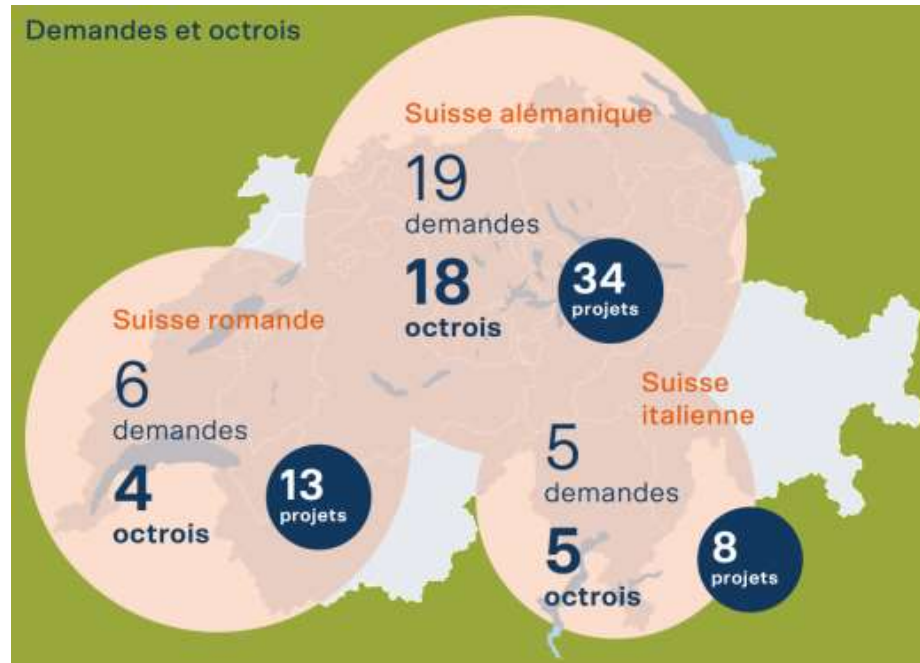 Demandes et octrois
Suisse alémanique
19
demandes
18
octrois
34
projets
Suisse romande
6
demandes
4
octrois
13
projets
Suisse
italienne
5
demandes
5
octrois
8
projets